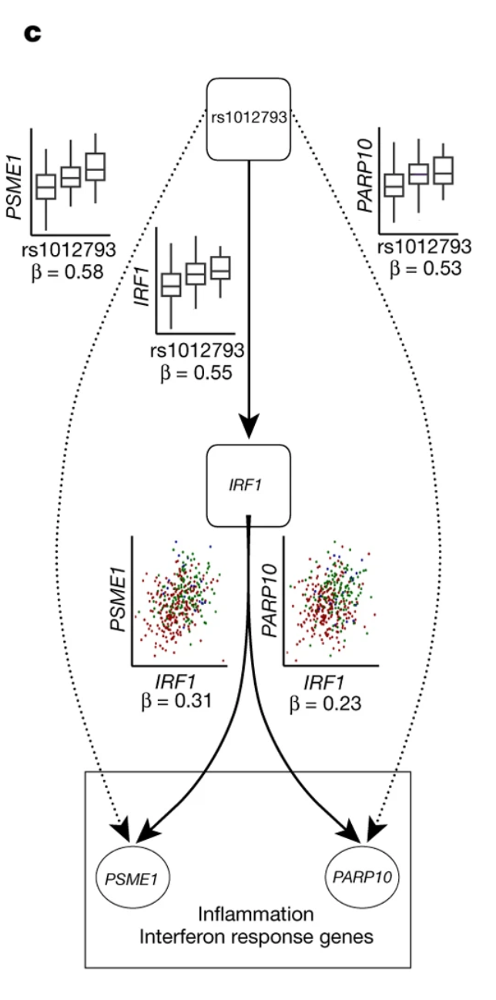 c
rs1012793
PSME1
rs1012793
β = 0.58
PARP10
rs1012793
β = 0.53
IRF1
rs1012793
β = 0.55
IRF1
PSME1
IRF1
β = 0.31
PARP10
IRF1
β = 0.23
PSME1
PARP10
Inflammation
Interferon response genes